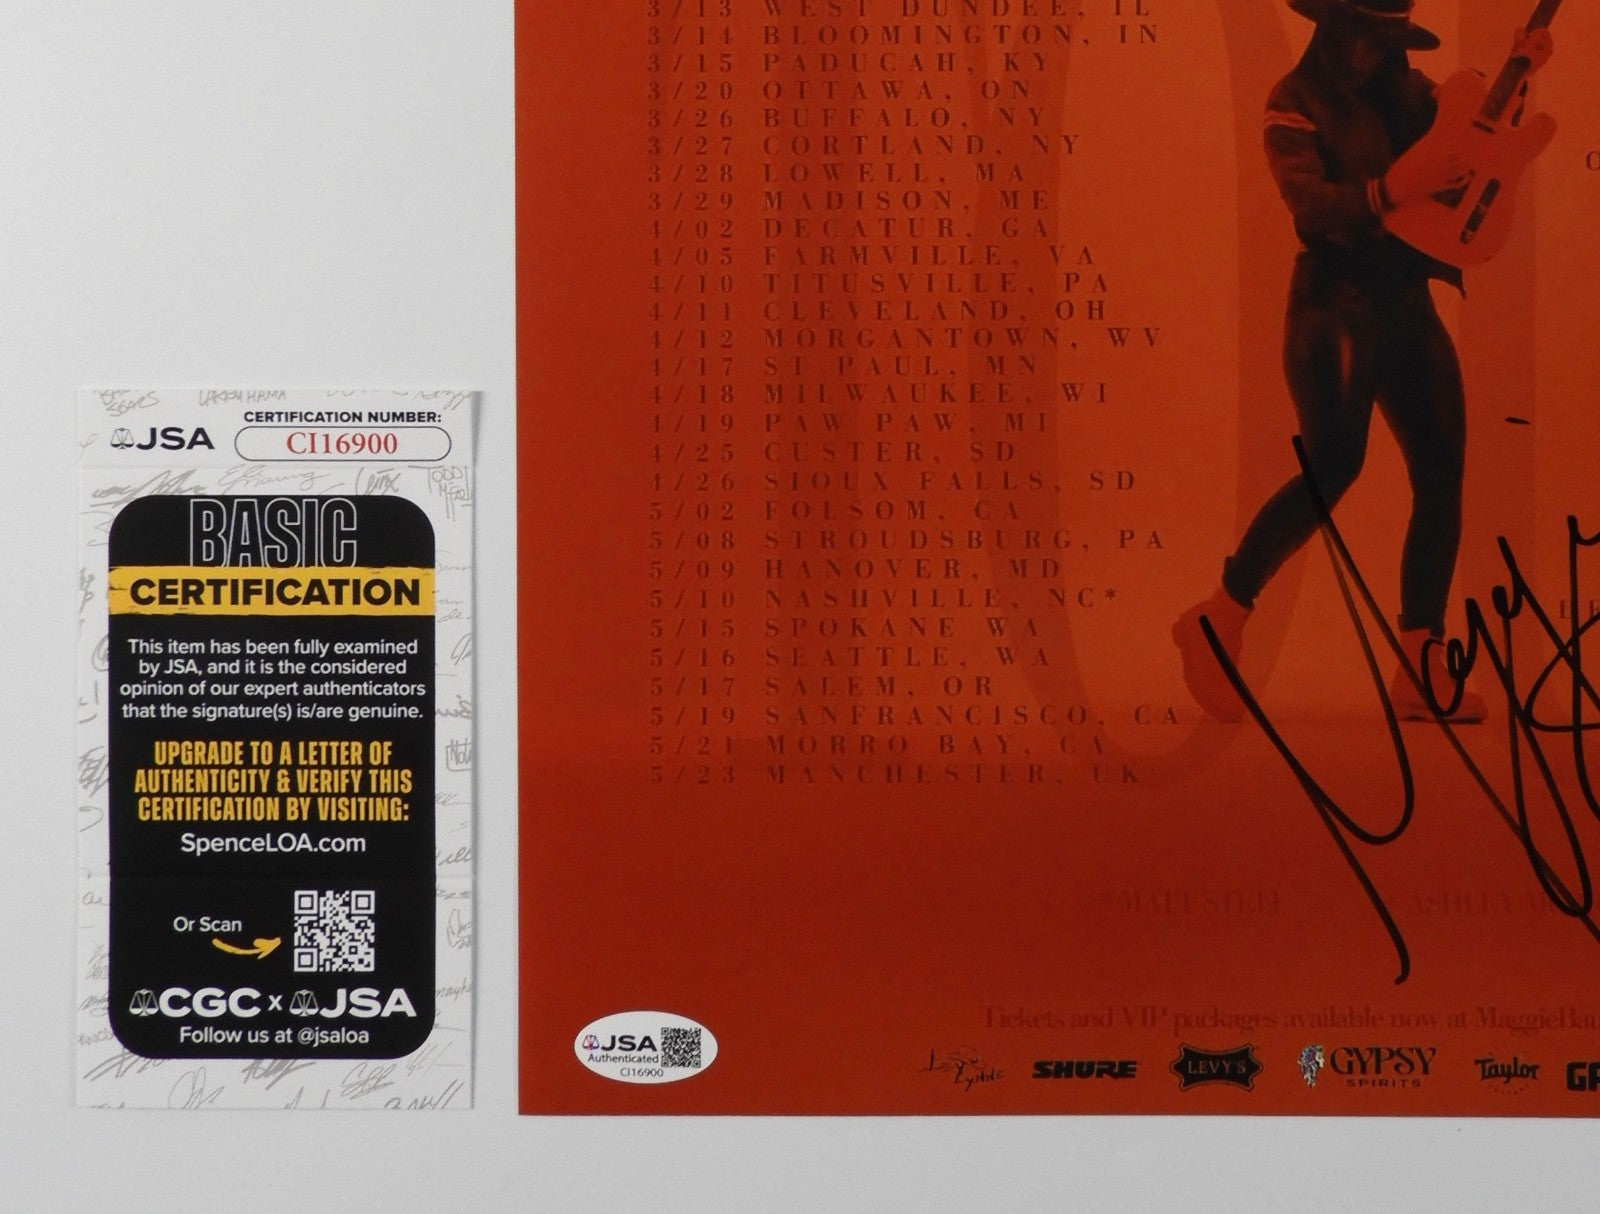 3/13 WEST DUNDEE, IL
3/14 BLOOMINGTON, IN
3/15 PADUCAH, KY
3/20 OTTAWA, ON
3/26 BUFFALO, NY
3/27 CORTLAND, NY
3/28 LOWELL, MA
3/29 MADISON, ME
4/02 DECATUR, GA
4/05 FARMVILLE, VA
4/10 TITUSVILLE, PA
4/11 CLEVELAND, OH
4/12 MORGANTOWN, WV
4/17 ST PAUL, MN
4/18 MILWAUKEE, WI
4/19 PAW PAW, MI
4/25 CUSTER, SD
4/26 SIOUX FALLS, SD
5/02 FOLSOM, CA
5/08 STROUDSBURG, PA
5/09 HANOVER, MD
5/10 NASHVILLE, NC*
5/15 SPOKANE WA
5/16 SEATTLE, WA
5/17 SALEM, OR
5/19 SANFRANCISCO, CA
5/21 MORRO BAY, CA
5/23 MANCHESTER, UK
*MATT STELL
ASHLEY
Tickets and VIP packages available now at MaggieBau
SHURE
LEVY'S
GYPSY
SPIRITS
Taylor
JSA
CERTIFICATION NUMBER:
CI16900
BASIC
CERTIFICATION
This item has been fully examined
by JSA, and it is the considered
opinion of our expert authenticators
that the signature(s) is/are genuine.
UPGRADE TO A LETTER OF
AUTHENTICITY & VERIFY THIS
CERTIFICATION BY VISITING:
SpenceLOA.com
Or Scan
CGC x JSA
Follow us at @jsaloa
JSA
Authenticated
CI16900